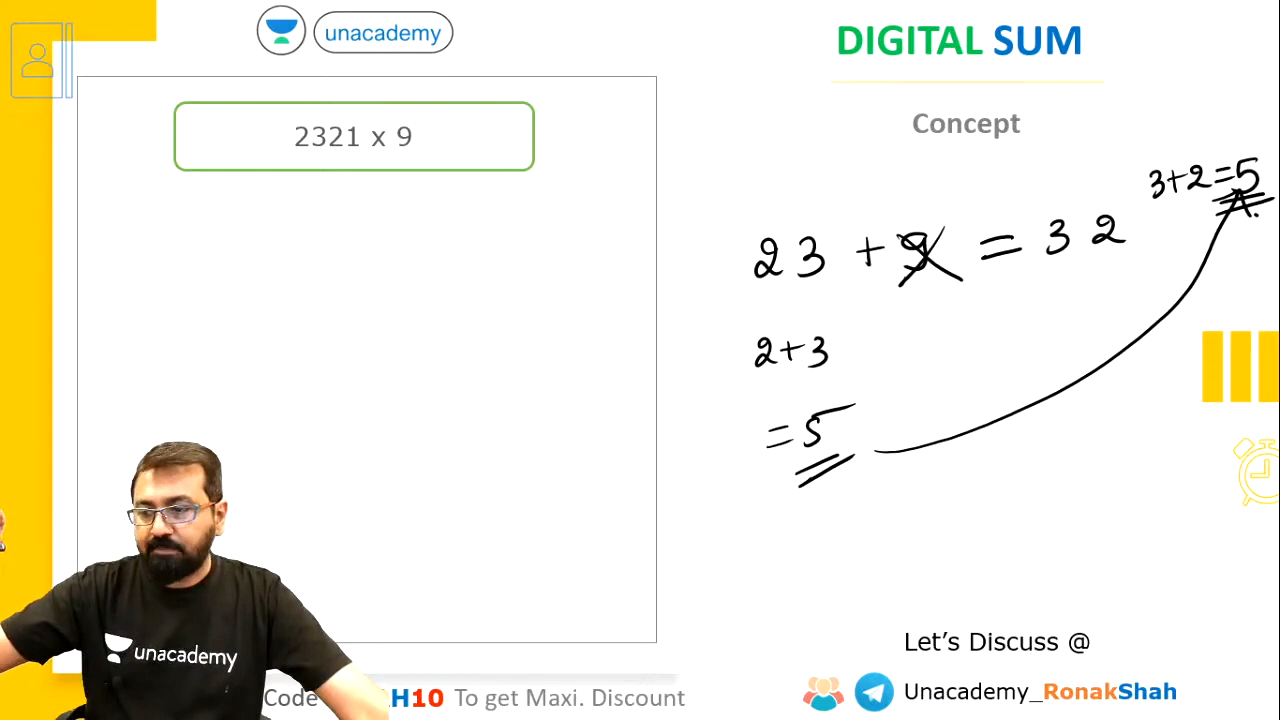 unacademy
DIGITAL SUM
2321 x 9
Concept
3+2=5
23 + 9 = 32
2+3
=5
unacademy
Let’s Discuss @
Code H10 To get Maxi. Discount
Unacademy_RonakShah